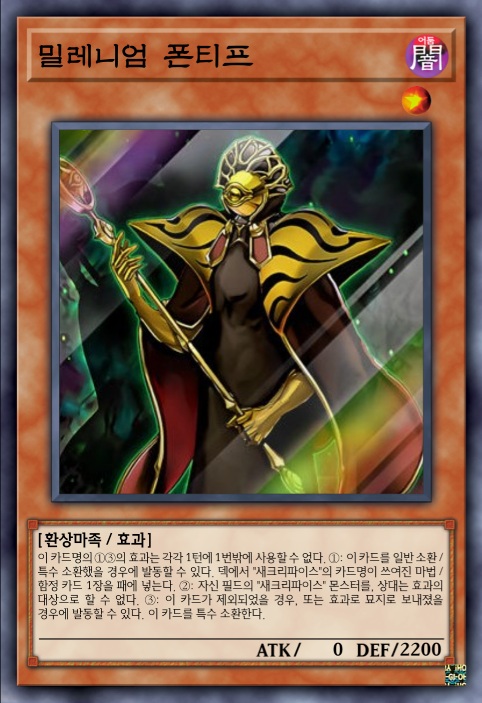 밀레니엄 폰티프
어둠
闇
[환상마족 / 효과]
이 카드명의 ①③의 효과는 각각 1턴에 1번밖에 사용할 수 없다. ①: 이 카드를 일반 소환 /
특수 소환했을 경우에 발동할 수 있다. 덱에서 "새크리파이스"의 카드명이 쓰여진 마법 /
함정 카드 1장을 패에 넣는다. ②: 자신 필드의 "새크리파이스" 몬스터를, 상대는 효과의
대상으로 할 수 없다. ③: 이 카드가 제외되었을 경우, 또는 효과로 묘지로 보내졌을
경우에 발동할 수 있다. 이 카드를 특수 소환한다.
ATK/ 0 DEF/2200